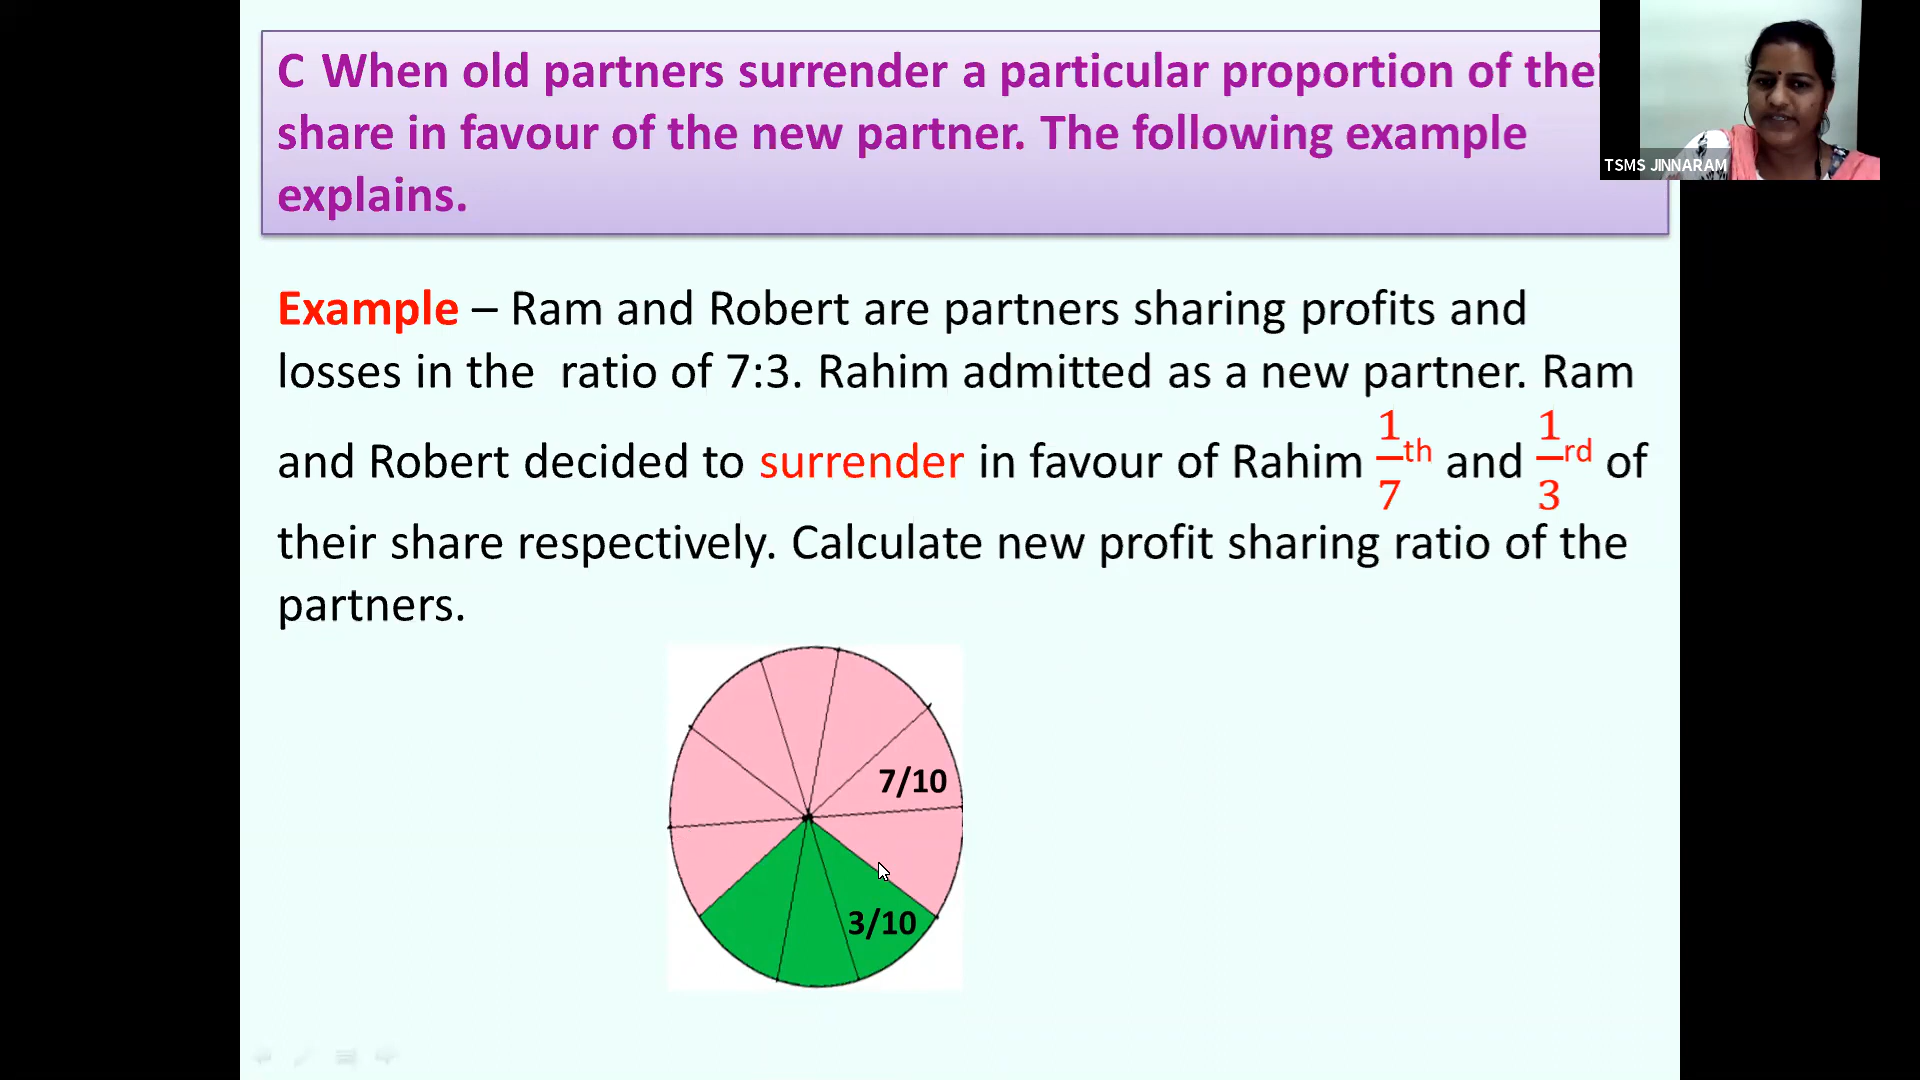 C When old partners surrender a particular proportion of thei
share in favour of the new partner. The following example
explains.
TSMS JINNARAM
Example – Ram and Robert are partners sharing profits and
losses in the ratio of 7:3. Rahim admitted as a new partner. Ram
and Robert decided to surrender in favour of Rahim 1/7 th and 1/3 rd of
their share respectively. Calculate new profit sharing ratio of the
partners.
7/10
3/10